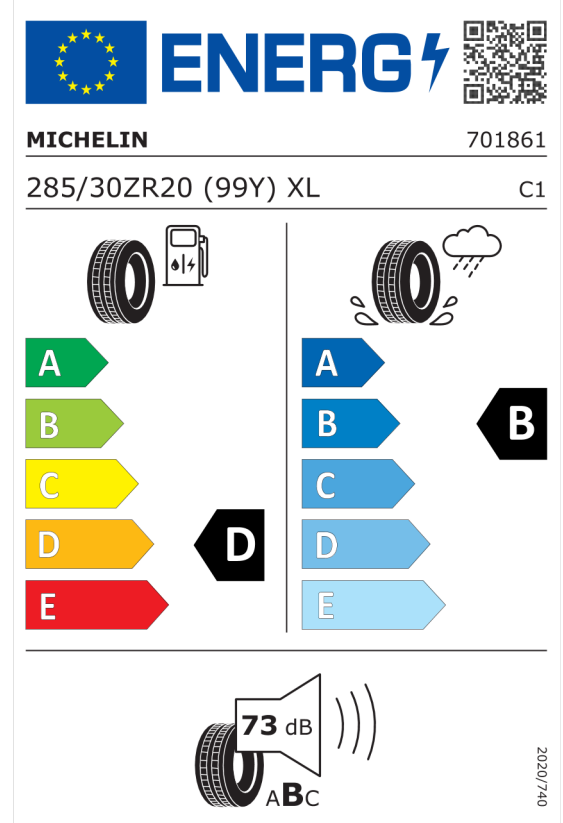 ENERG
MICHELIN 701861
285/30ZR20 (99Y) XL C1
A
B
C
D
E
D
A
B
C
D
E
B
73 dB
ABC
2020/740